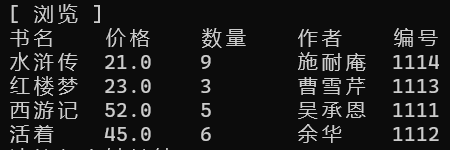 [ 浏览 ]
书名 价格 数量 作者 编号
水浒传 21.0 9 施耐庵 1114
红楼梦 23.0 3 曹雪芹 1113
西游记 52.0 5 吴承恩 1111
活着 45.0 6 余华 1112